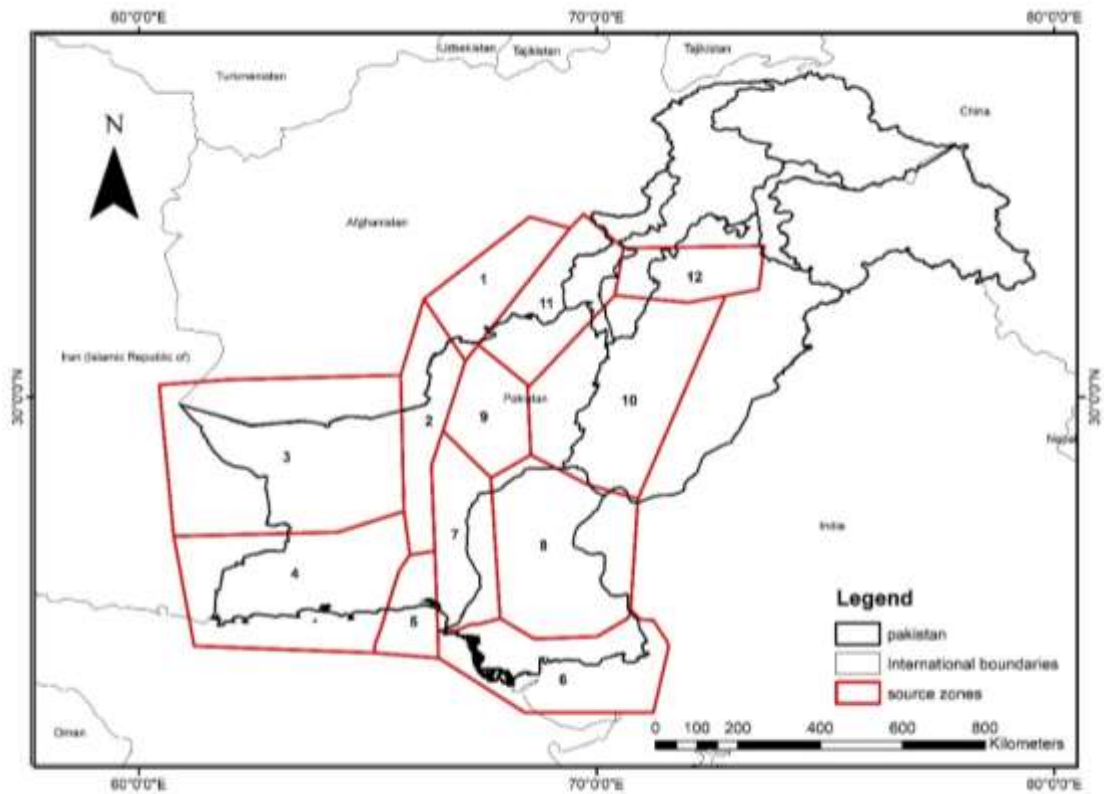 60°0'0"E 70°0'0"E 80°0'0"E
Uzbekistan
Tajikistan
Tajikistan
Turkmenistan
China
N
Afghanistan
1
12
11
Iran (Islamic Republic of)
30°0'0"N
30°0'0"N
Pakistan
10
2
9
Nepal
3
India
7
8
4
Legend
5
pakistan
International boundaries
6
source zones
Oman
0 100 200 400 600 800
Kilometers
60°0'0"E 70°0'0"E 80°0'0"E